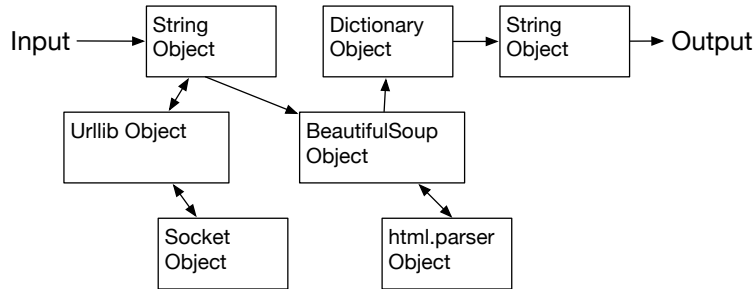 Input
String
Object
Dictionary
Object
String
Object
Output
Urllib Object
BeautifulSoup
Object
Socket
Object
html.parser
Object